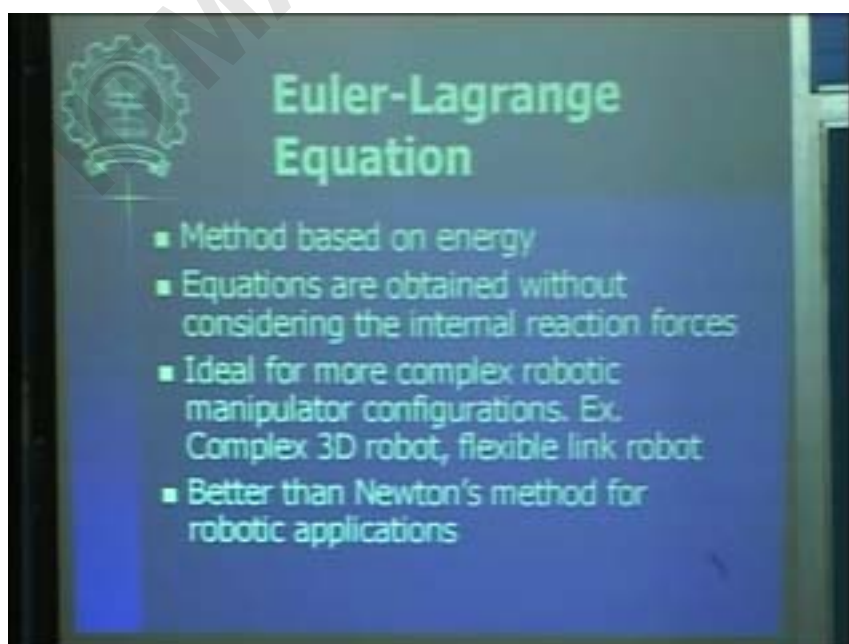 Euler-Lagrange
Equation
■ Method based on energy
■ Equations are obtained without
considering the internal reaction forces
■ Ideal for more complex robotic
manipulator configurations. Ex.
Complex 3D robot, flexible link robot
■ Better than Newton's method for
robotic applications